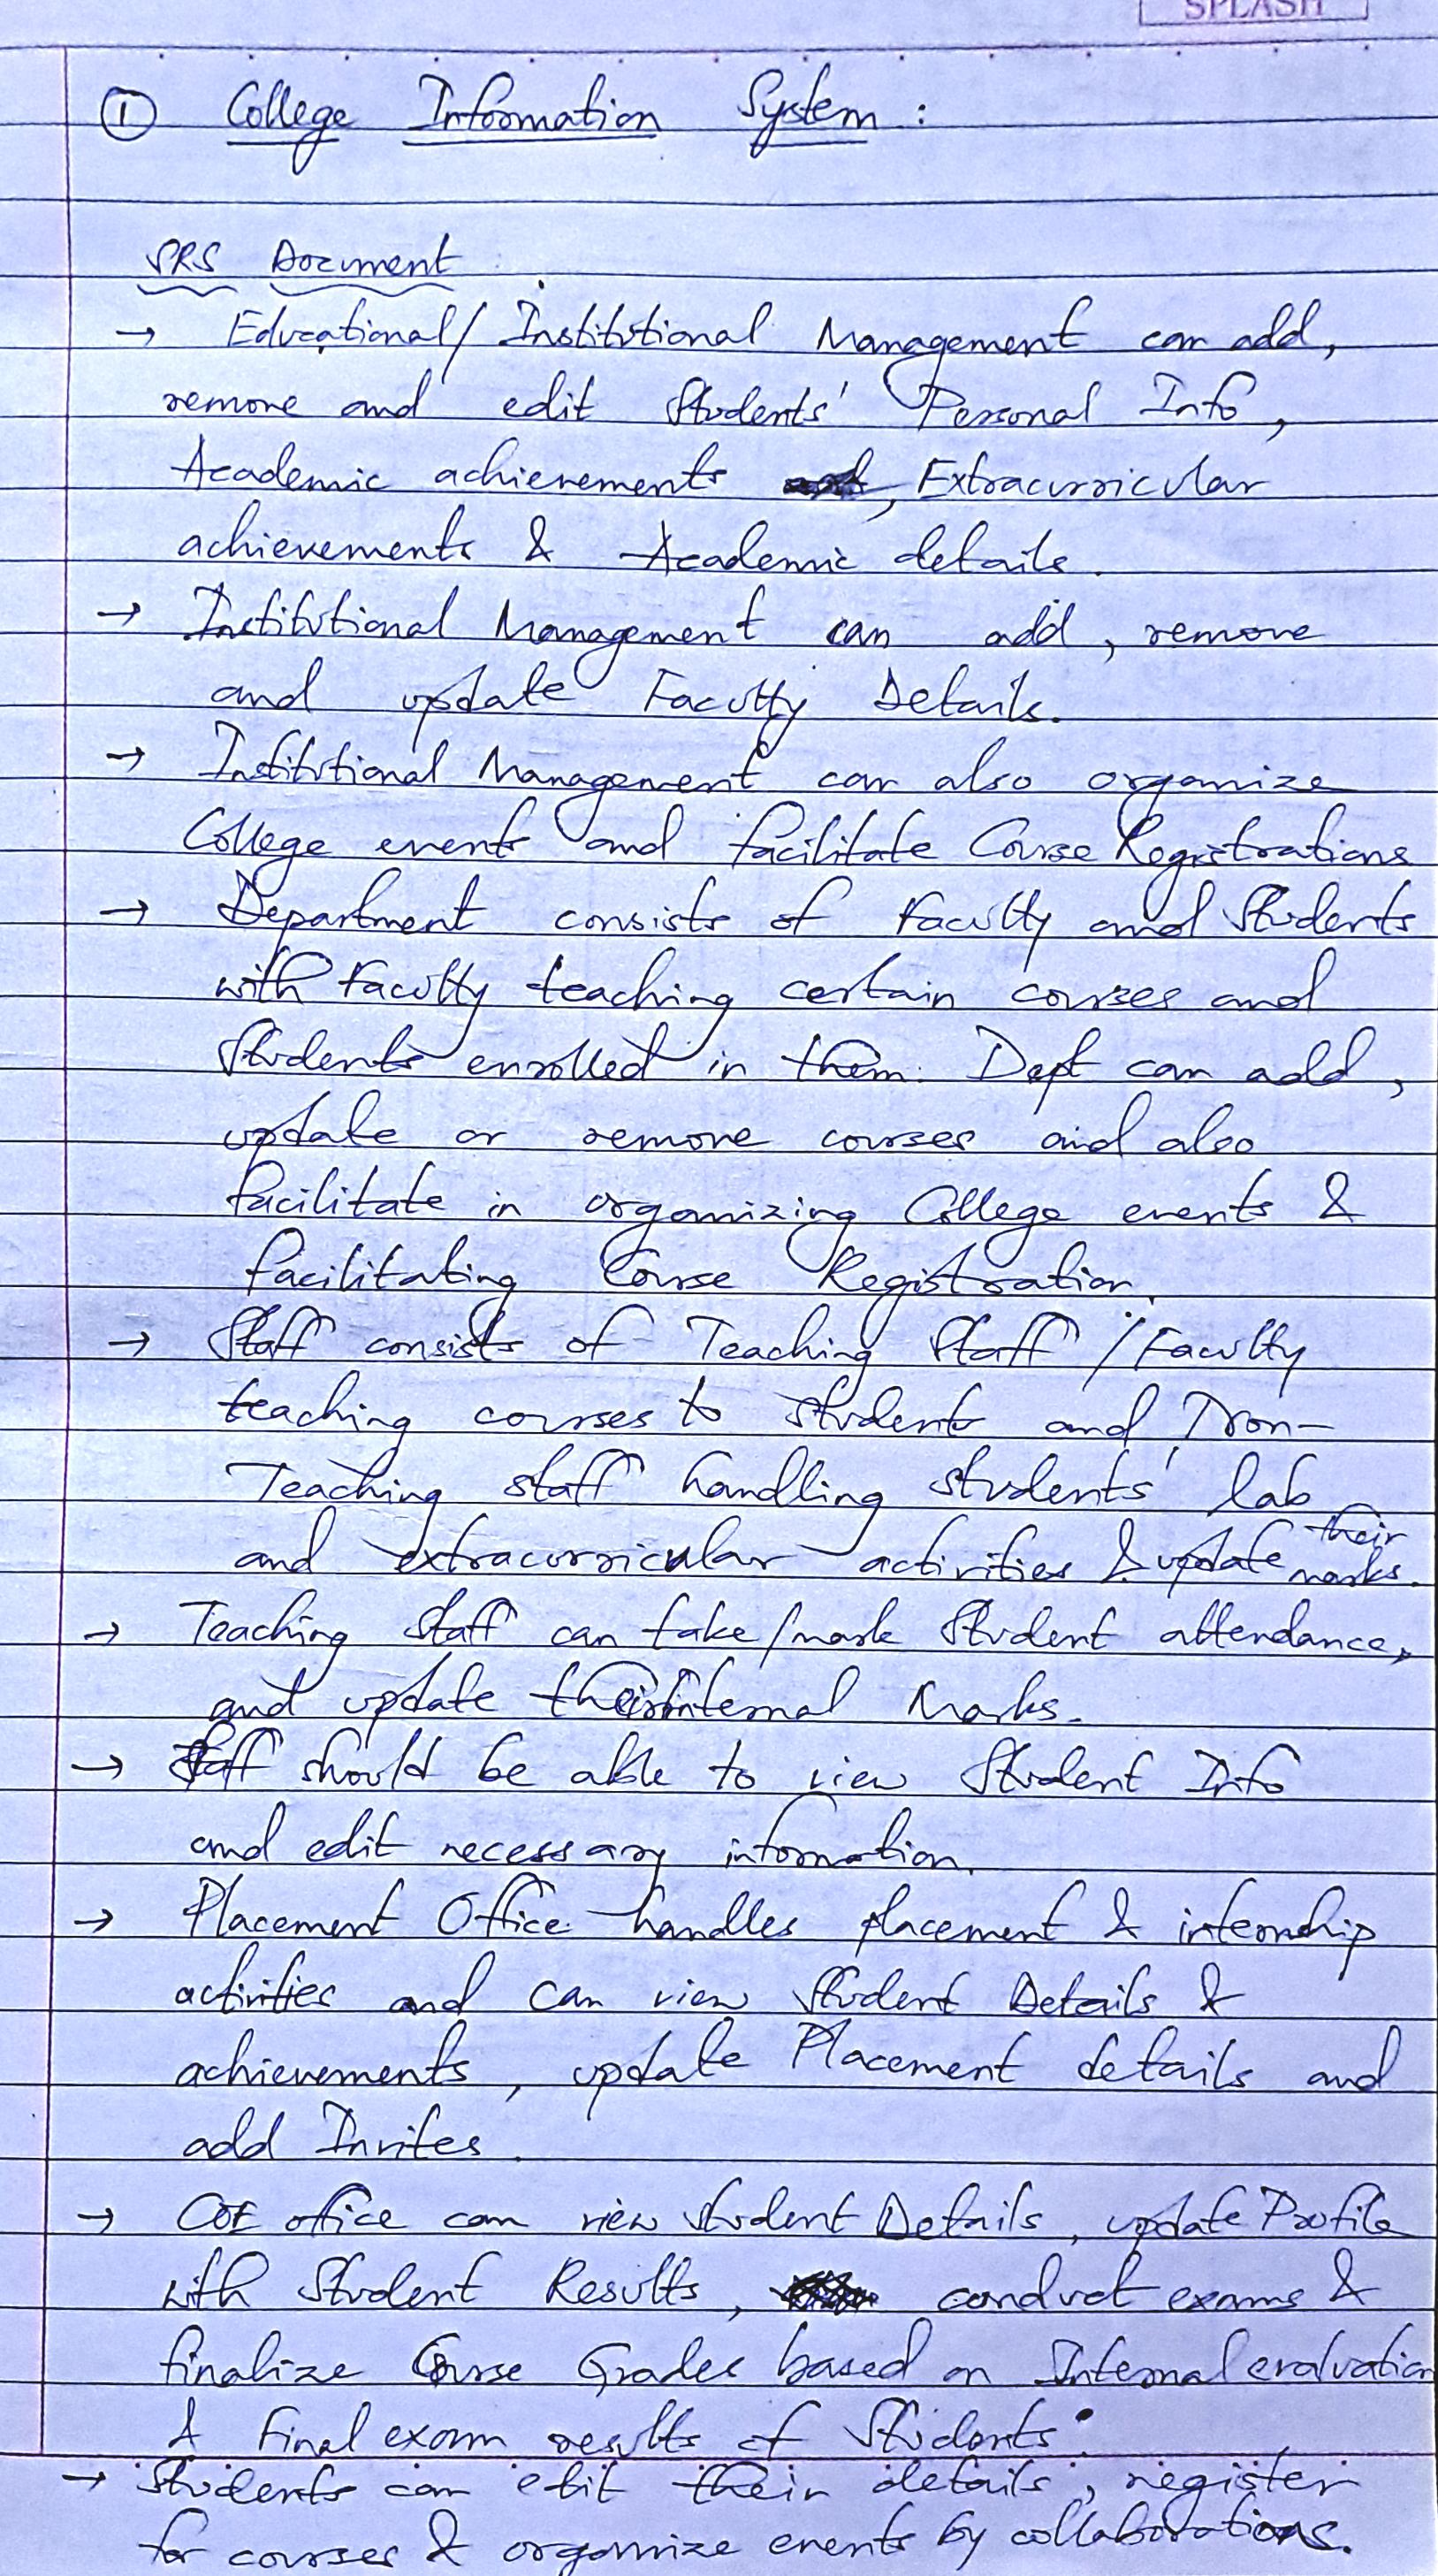 SPLASH
① College Information System :
SRS Document :
→ Educational/Institutional Management can add,
remove and edit Students' Personal Info,
Academic achievements , Extracurricular
achievements & Academic details.
→ Institutional Management can add, remove
and update Faculty Details.
→ Institutional Management can also organize
College events and facilitate Course Registrations
→ Department consists of Faculty and Students
with Faculty teaching certain courses and
Students enrolled in them. Dept can add,
update or remove courses and also
facilitate in organizing College events &
facilitating Course Registration.
→ Staff consists of Teaching Staff / Faculty
teaching courses to students and Non-
Teaching staff handling students' lab
and extracurricular activities & update their marks.
→ Teaching Staff can take/mark Student attendance,
and update their internal Marks.
→ Staff should be able to view Student Info
and edit necessary information.
→ Placement Office handles placement & internship
activities and can view Student Details &
achievements, update Placement details and
add Invites.
→ COE office can view Student Details, update Profile
with Student Results, conduct exams &
finalize Course Grades based on Internal evaluation
& Final exam results of Students.
→ Students can edit their details, register
for courses & organize events by collaborations.